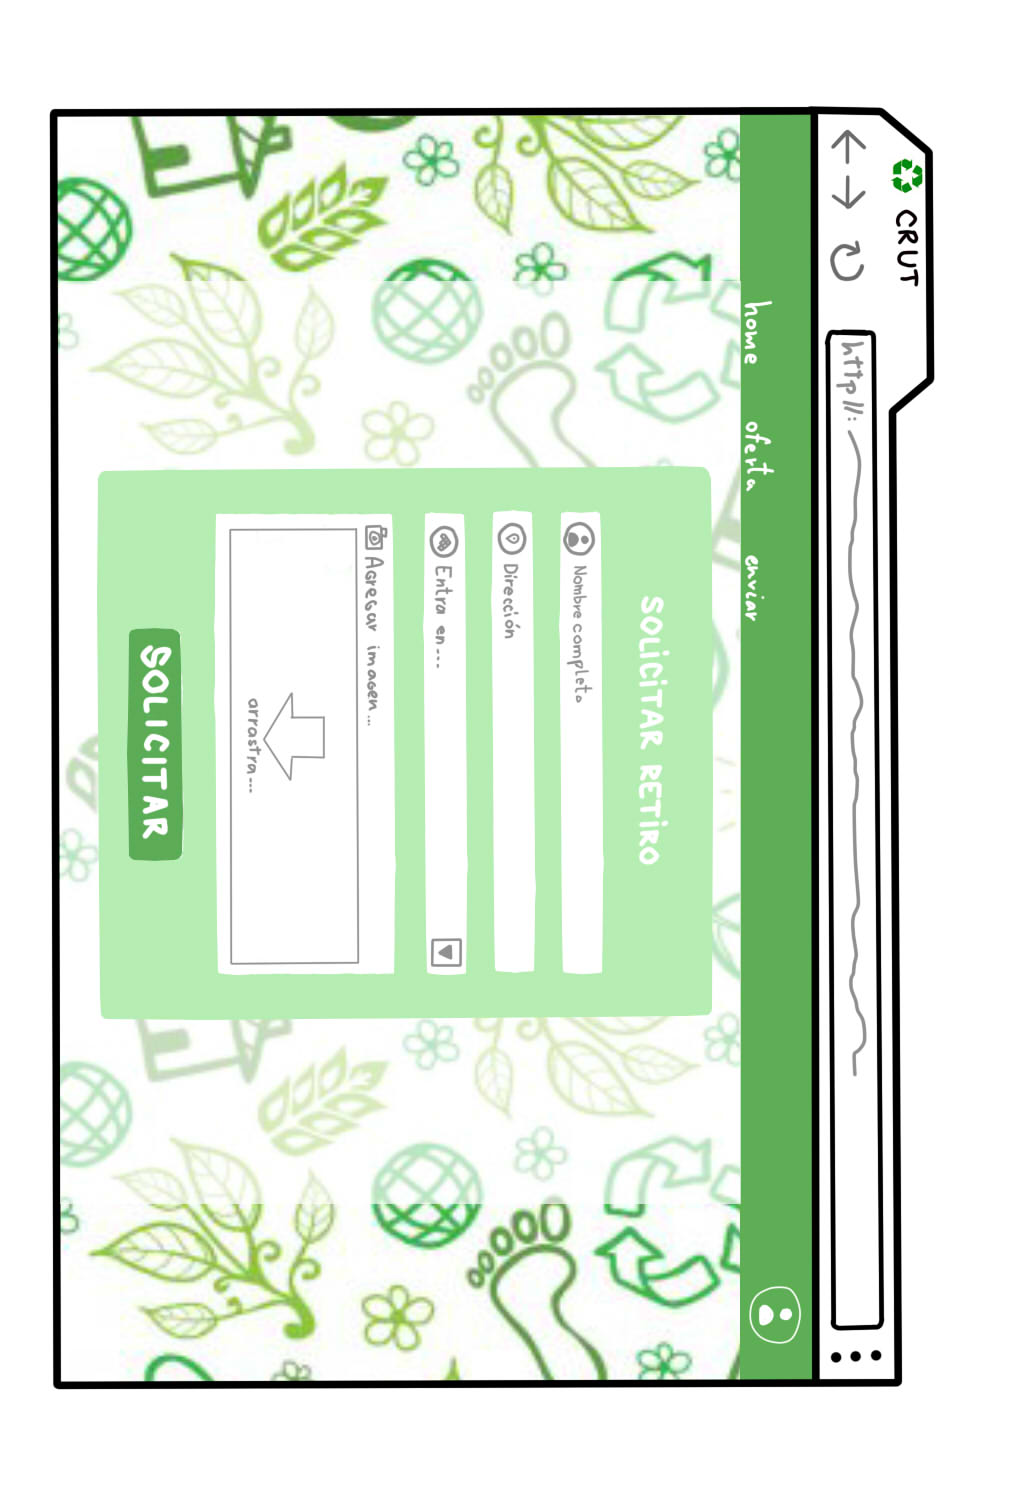 CRUT
http//:
home oferta enviar
SOLiCiTAR RETiRO
Nombre completo
Dirección
Entra en---
Agregar imagen...
arrastra---
SOLICITAR